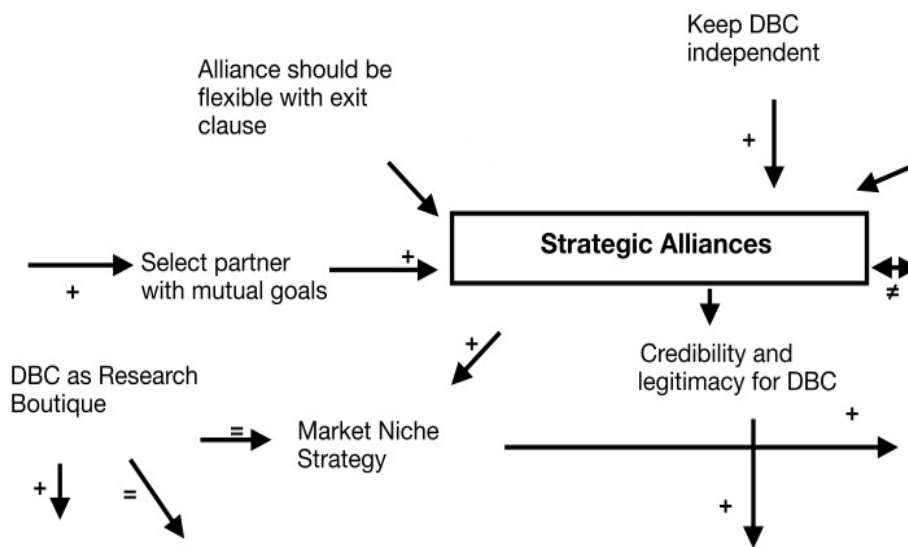 Keep DBC
independent
Alliance should be
flexible with exit
clause
+
Strategic Alliances
+
Select partner
with mutual goals
+
≠
+
Credibility and
legitimacy for DBC
DBC as Research
Boutique
=
Market Niche
Strategy
+
+
=
+